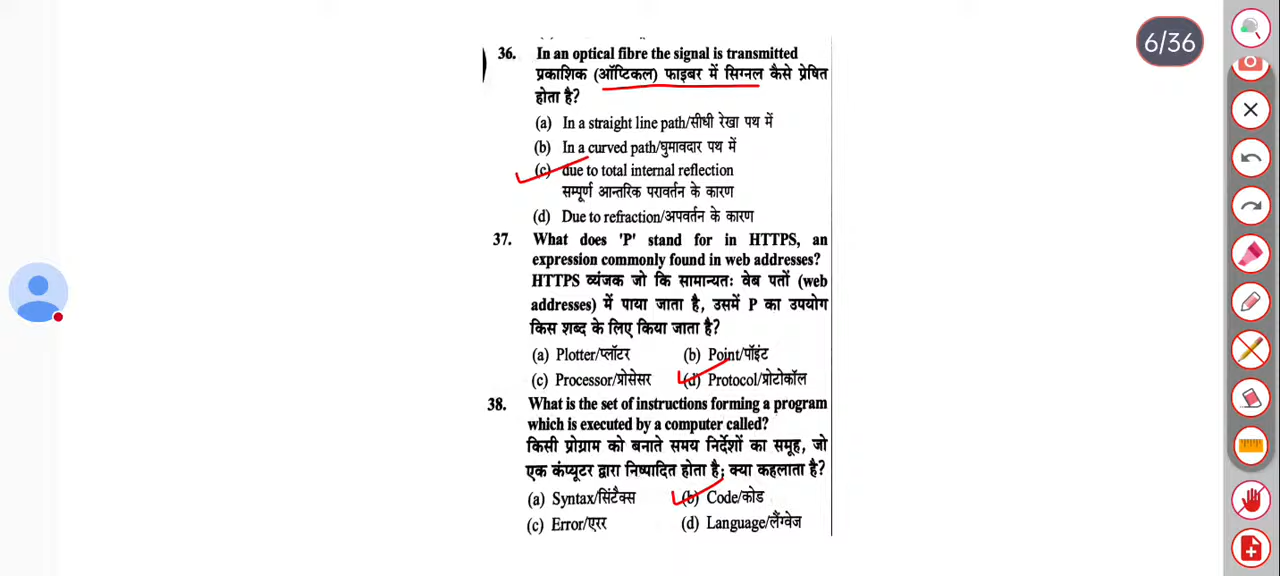 6/36
36. In an optical fibre the signal is transmitted
प्रकाशिक (ऑप्टिकल) फाइबर में सिग्नल कैसे प्रेषित
होता है?
(a) In a straight line path/सीधी रेखा पथ में
(b) In a curved path/घुमावदार पथ में
(c) due to total internal reflection
सम्पूर्ण आन्तरिक परावर्तन के कारण
(d) Due to refraction/अपवर्तन के कारण
37. What does 'P' stand for in HTTPS, an
expression commonly found in web addresses?
HTTPS व्यंजक जो कि सामान्यतः वेब पतों (web
addresses) में पाया जाता है, उसमें P का उपयोग
किस शब्द के लिए किया जाता है?
(a) Plotter/प्लॉटर (b) Point/पॉइंट
(c) Processor/प्रोसेसर (d) Protocol/प्रोटोकॉल
38. What is the set of instructions forming a program
which is executed by a computer called?
किसी प्रोग्राम को बनाते समय निर्देशों का समूह, जो
एक कंप्यूटर द्वारा निष्पादित होता है; क्या कहलाता है?
(a) Syntax/सिंटैक्स (b) Code/कोड
(c) Error/एरर (d) Language/लैंग्वेज